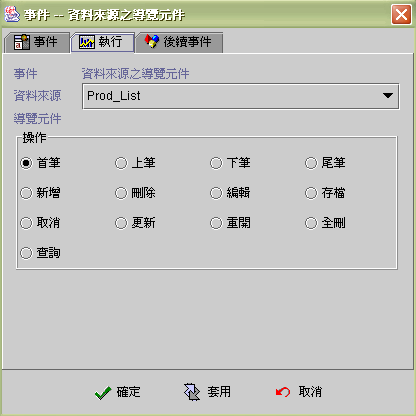 事件 -- 資料來源之導覽元件
事件 執行 後續事件
事件 資料來源之導覽元件
資料來源 Prod_List
導覽元件
操作
首筆 上筆 下筆 尾筆
新增 刪除 編輯 存檔
取消 更新 重開 全刪
查詢
確定 套用 取消